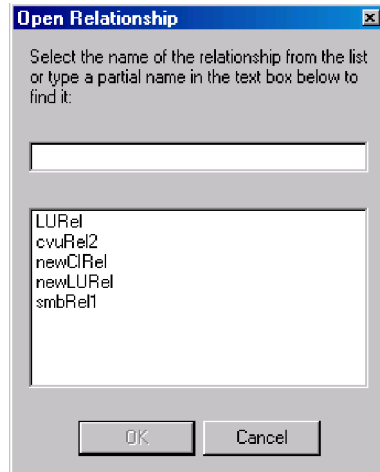 Open Relationship
Select the name of the relationship from the list
or type a partial name in the text box below to
find it:
LURel
cvuRel2
newCIRel
newLURel
smbRel1
OK
Cancel